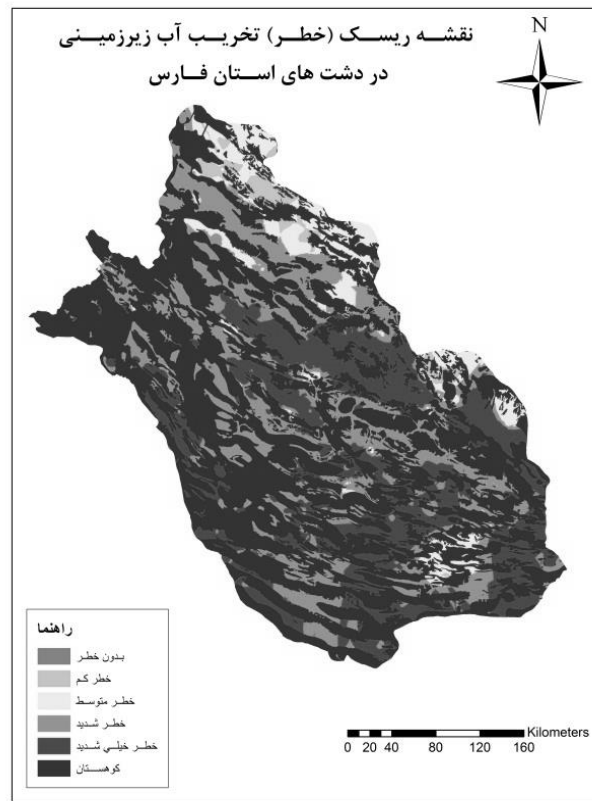 نقشه ریسک (خطر) تخریب آب زیرزمینی
در دشت های استان فارس
N
راهنما
بدون خطر
خطر کم
خطر متوسط
خطر شدید
خطر خیلی شدید
کوهستان
Kilometers
0 10 20 40 80 120 160